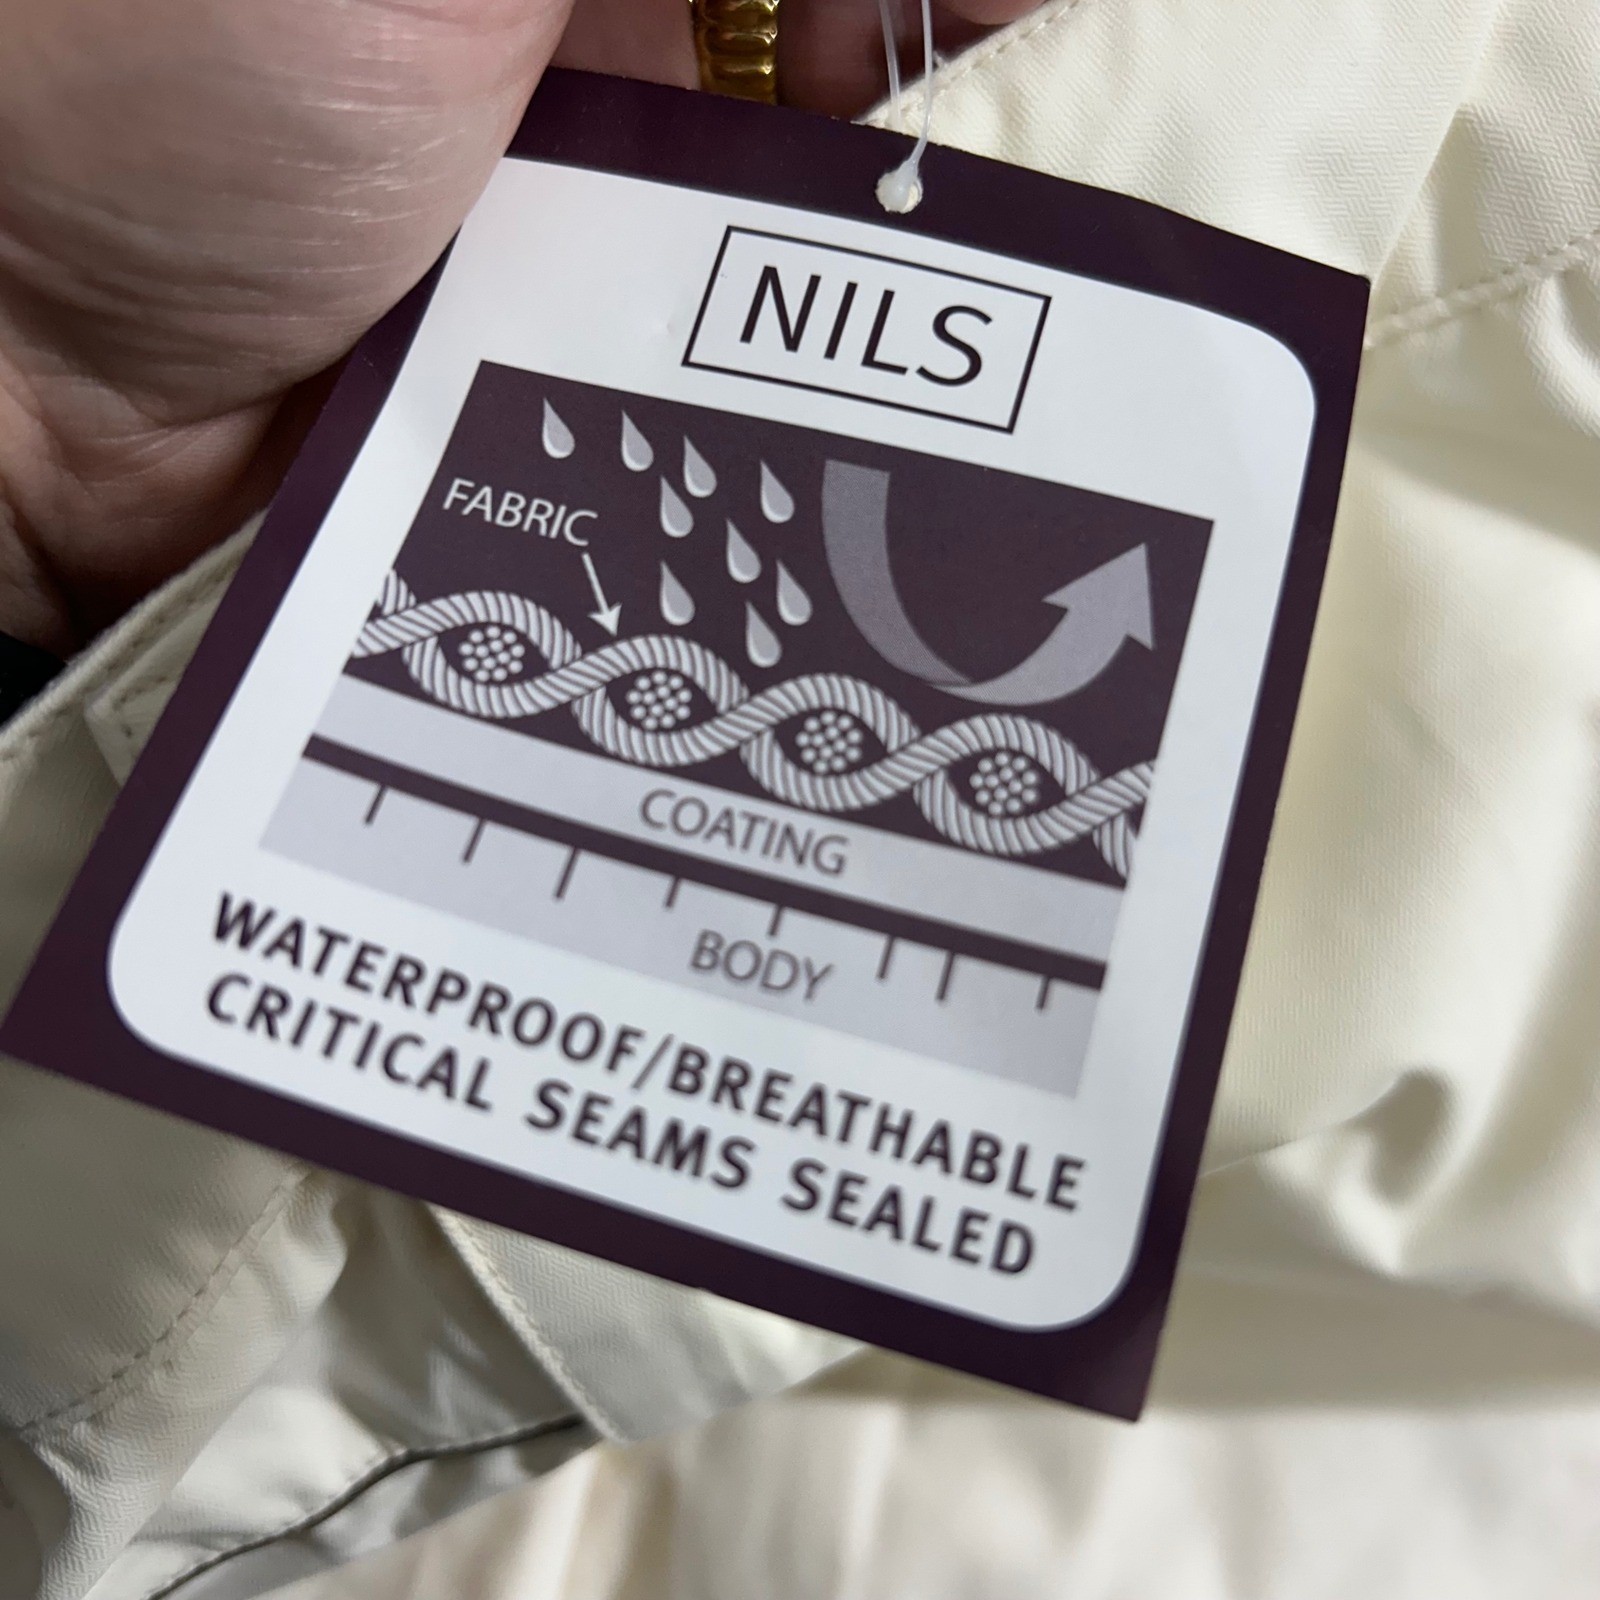 NILS
FABRIC
COATING
BODY
WATERPROOF/BREATHABLE
CRITICAL SEAMS SEALED